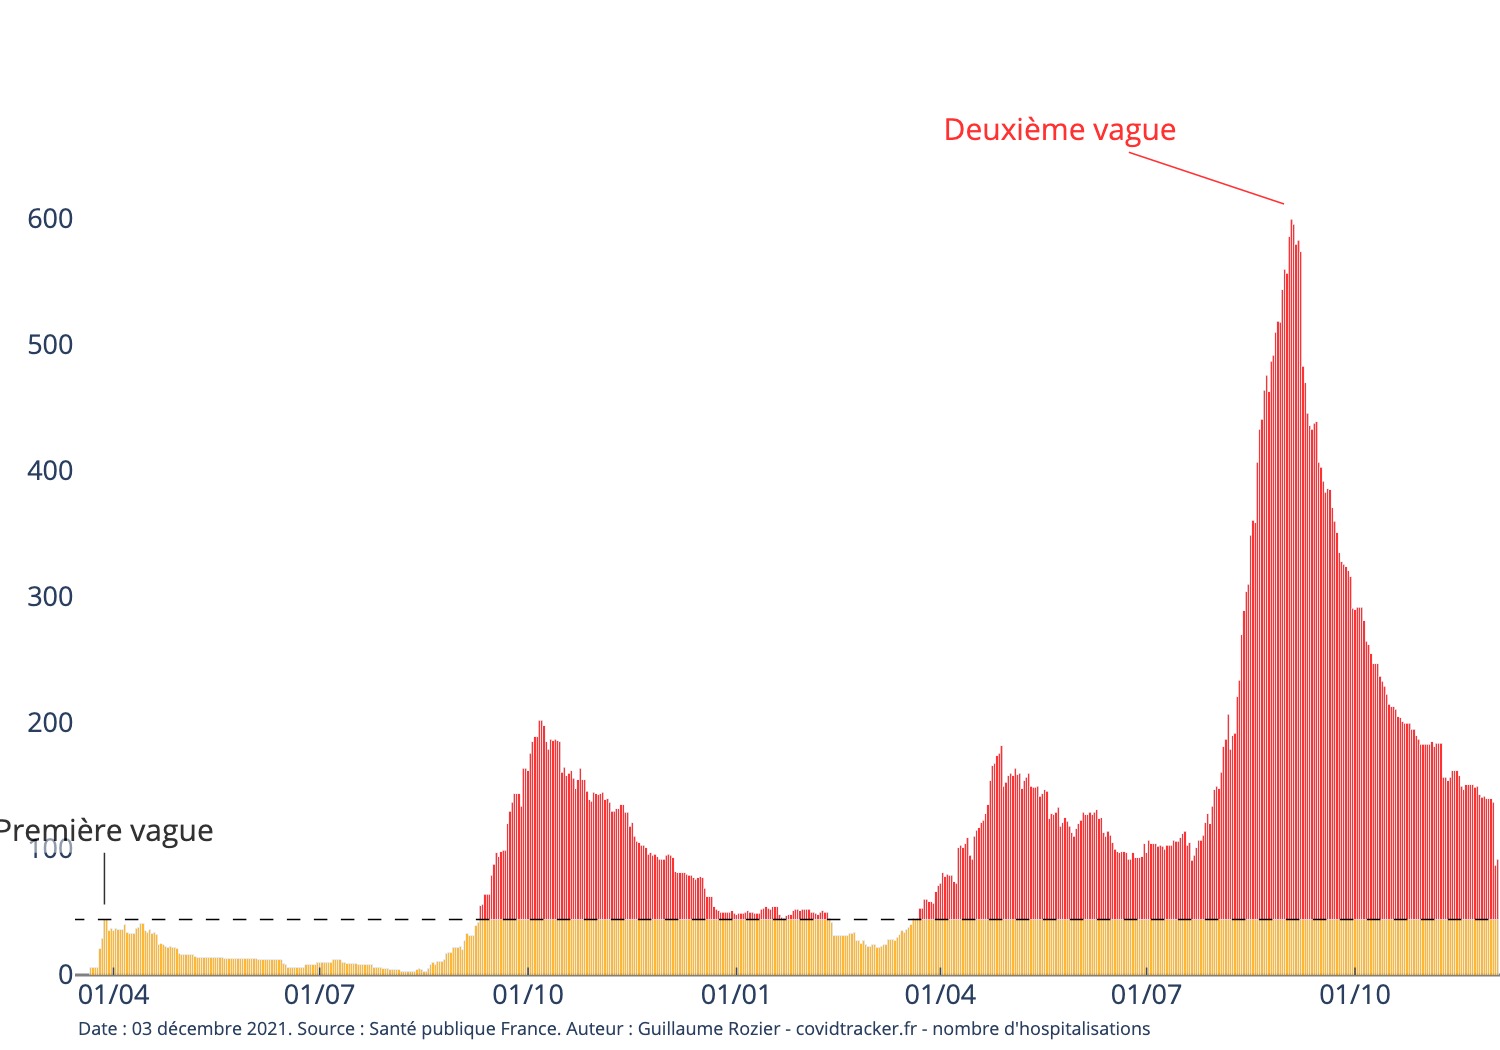 Deuxième vague
600
500
400
300
200
Première vague
100
0
01/04 01/07 01/10 01/01 01/04 01/07 01/10
Date : 03 décembre 2021. Source : Santé publique France. Auteur : Guillaume Rozier - covidtracker.fr - nombre d'hospitalisations